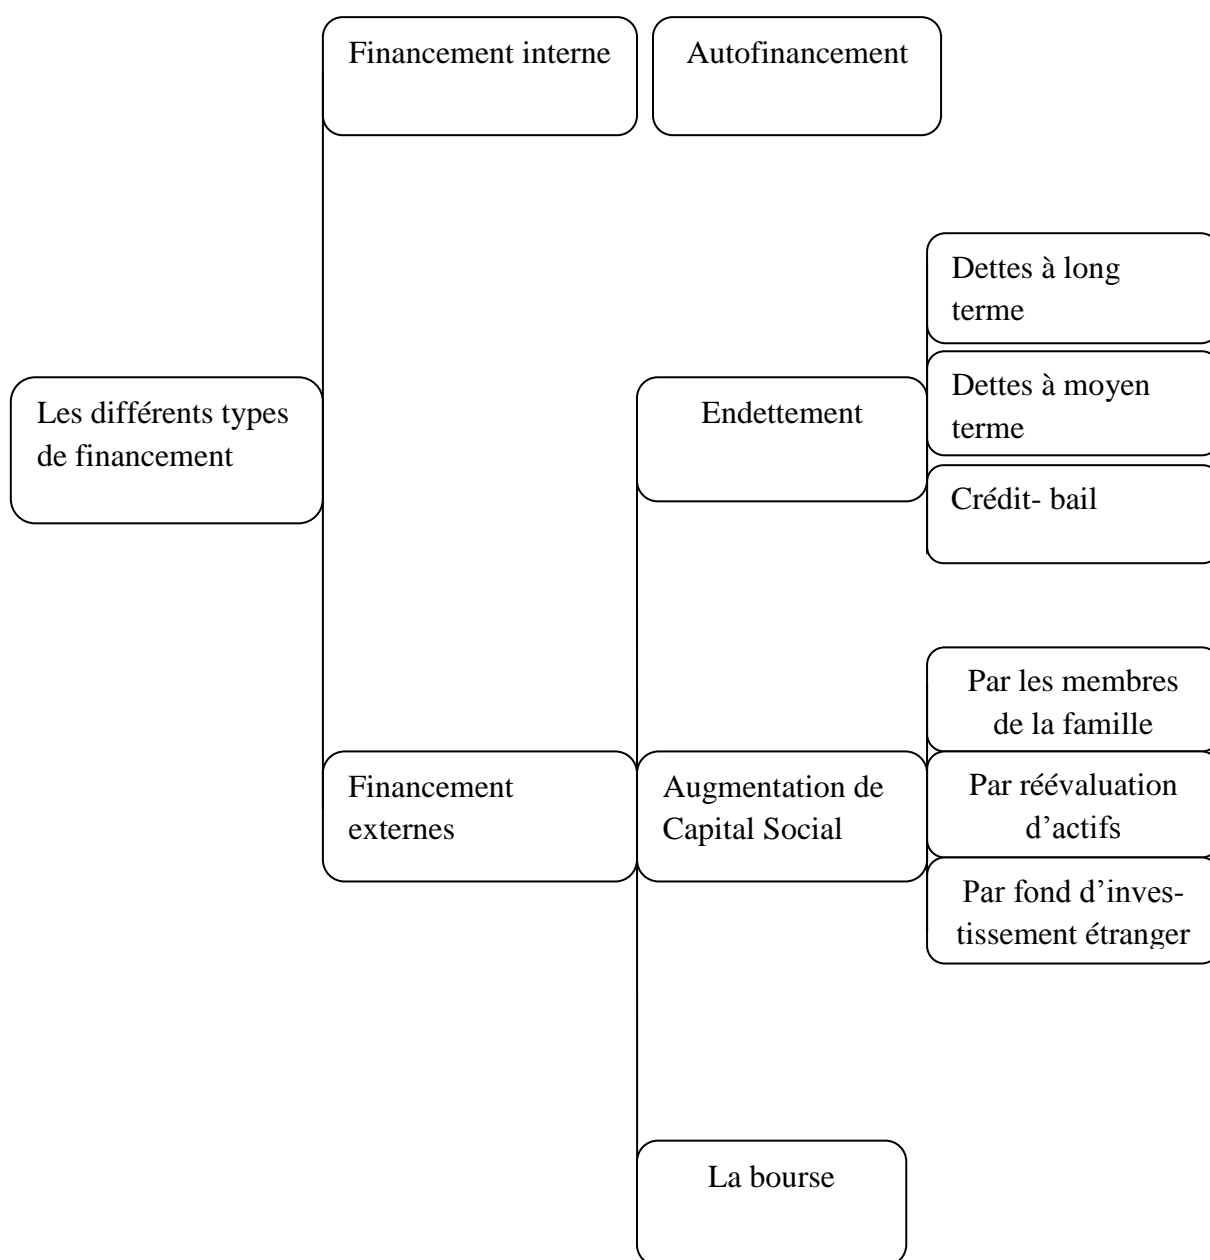 Financement interne
Autofinancement
Les différents types
de financement
Endettement
Dettes à long
terme
Dettes à moyen
terme
Crédit- bail
Financement
externes
Augmentation de
Capital Social
Par les membres
de la famille
Par réévaluation
d’actifs
Par fond d’inves-
tissement étranger
La bourse